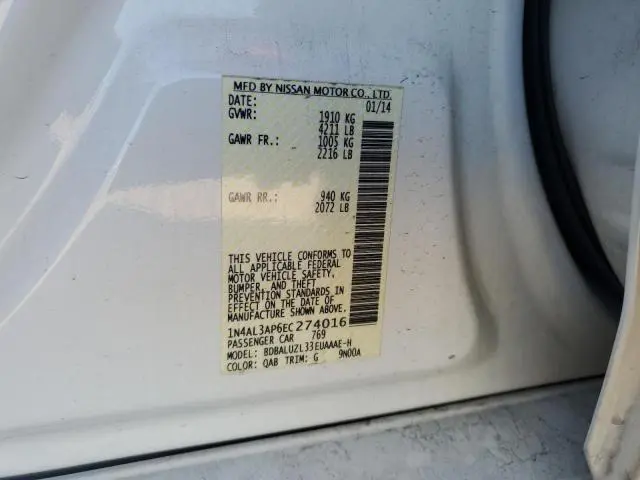 MFD BY NISSAN MOTOR CO., LTD.
DATE: 01/14
GVWR: 1910 KG
4211 LB
GAWR FR.: 1005 KG
2216 LB
GAWR RR.: 940 KG
2072 LB
THIS VEHICLE CONFORMS TO
ALL APPLICABLE FEDERAL
MOTOR VEHICLE SAFETY,
BUMPER, AND THEFT
PREVENTION STANDARDS IN
EFFECT ON THE DATE OF
MANUFACTURE SHOWN ABOVE.
1N4AL3AP6EC274016
PASSENGER CAR 769
MODEL: BDBALUZL33EUAAAE-H
COLOR: QAB TRIM: G 9N00A